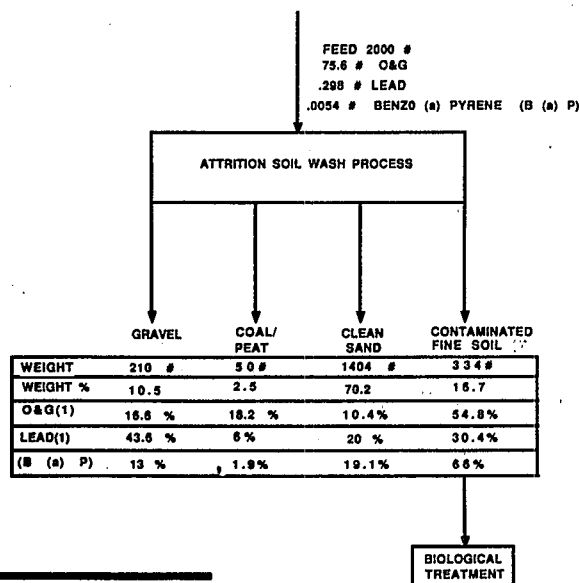 FEED 2000 #
75.6 # O&G
.298 # LEAD
.0054 # BENZO (a) PYRENE (B (a) P)
ATTRITION SOIL WASH PROCESS
GRAVEL COAL/ PEAT CLEAN SAND CONTAMINATED FINE SOIL
WEIGHT 210 # 50# 1404 # 334#
WEIGHT % 10.5 2.5 70.2 16.7
O&G(1) 16.6 % 18.2 % 10.4% 54.8%
LEAD(1) 43.6 % 6% 20 % 30.4%
(B (a) P) 13 % 1.9% 19.1% 66%
BIOLOGICAL
TREATMENT